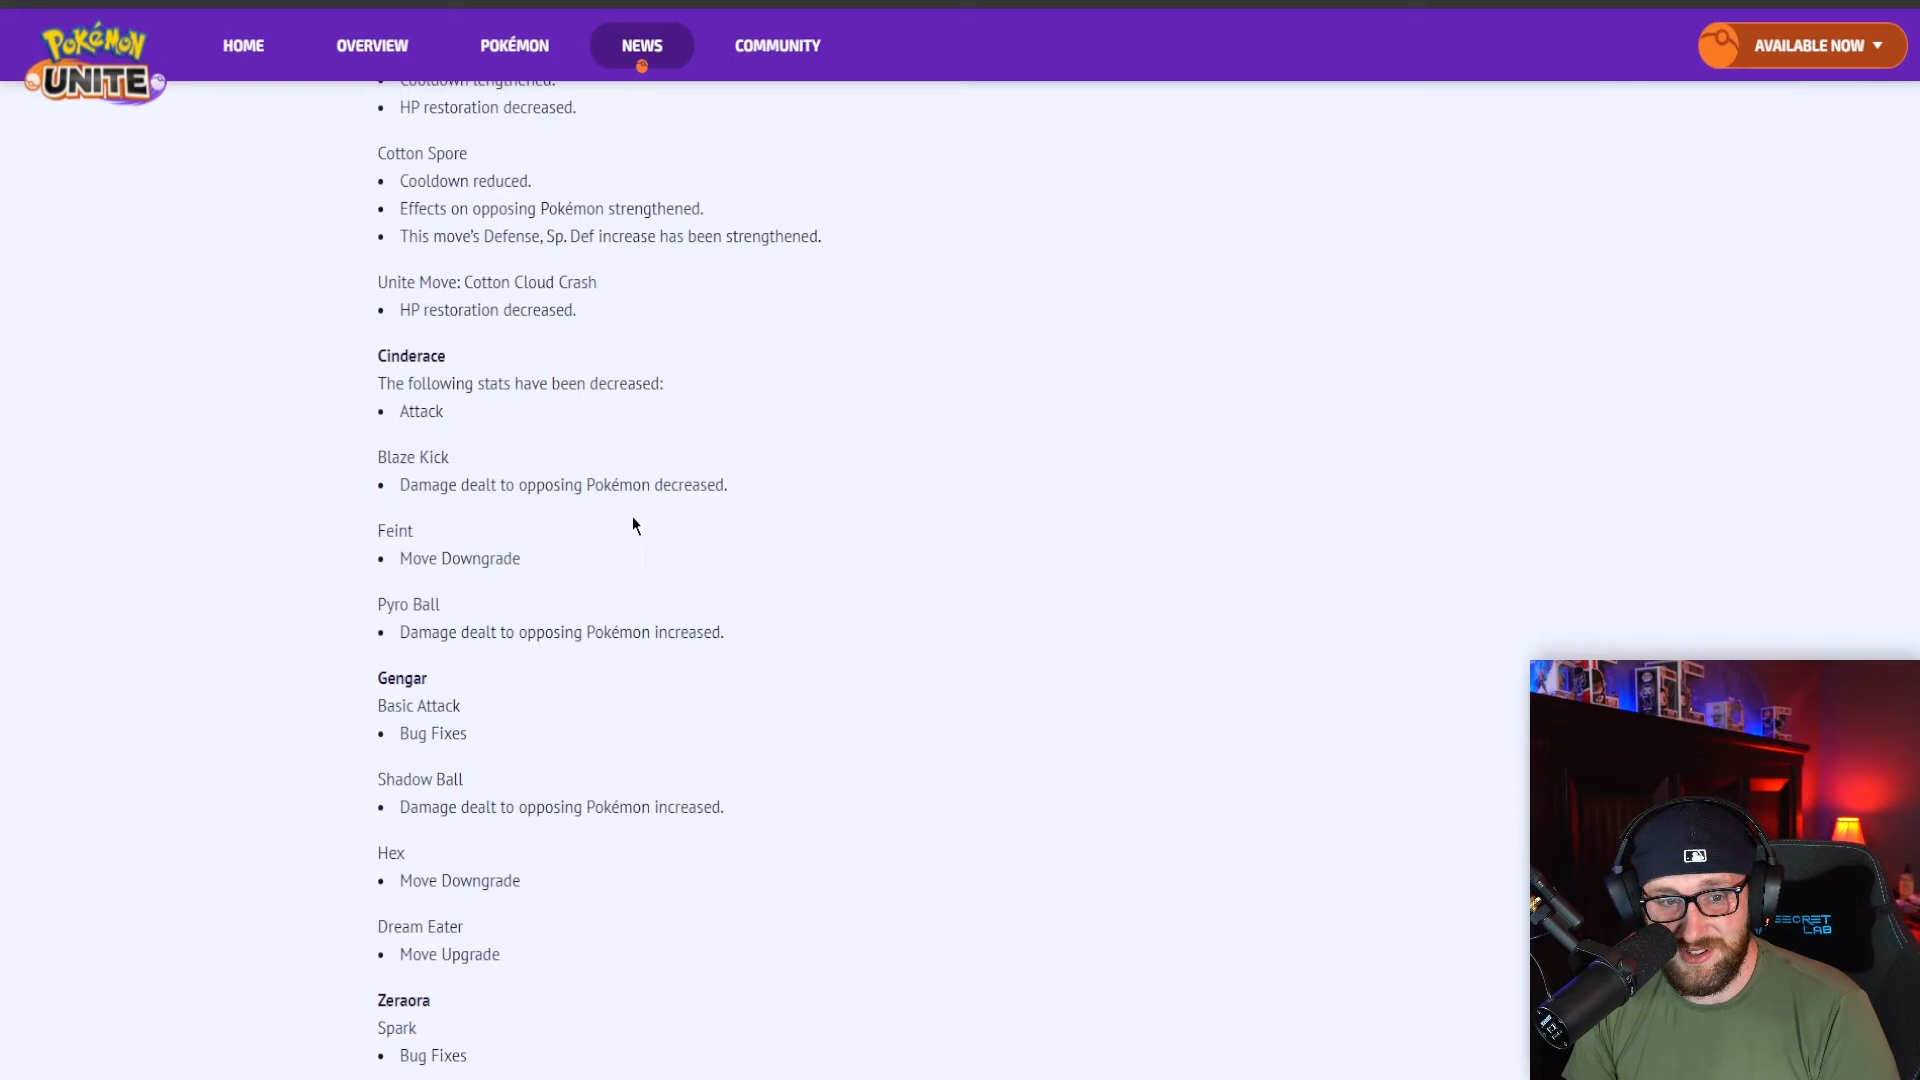 POKÉMON
UNITE
HOME
OVERVIEW
POKÉMON
NEWS
COMMUNITY
AVAILABLE NOW
• Cooldown lengthened.
• HP restoration decreased.
Cotton Spore
• Cooldown reduced.
• Effects on opposing Pokémon strengthened.
• This move’s Defense, Sp. Def increase has been strengthened.
Unite Move: Cotton Cloud Crash
• HP restoration decreased.
Cinderace
The following stats have been decreased:
• Attack
Blaze Kick
• Damage dealt to opposing Pokémon decreased.
Feint
• Move Downgrade
Pyro Ball
• Damage dealt to opposing Pokémon increased.
Gengar
Basic Attack
• Bug Fixes
Shadow Ball
• Damage dealt to opposing Pokémon increased.
Hex
• Move Downgrade
Dream Eater
• Move Upgrade
Zeraora
Spark
• Bug Fixes
SECRET
LAB